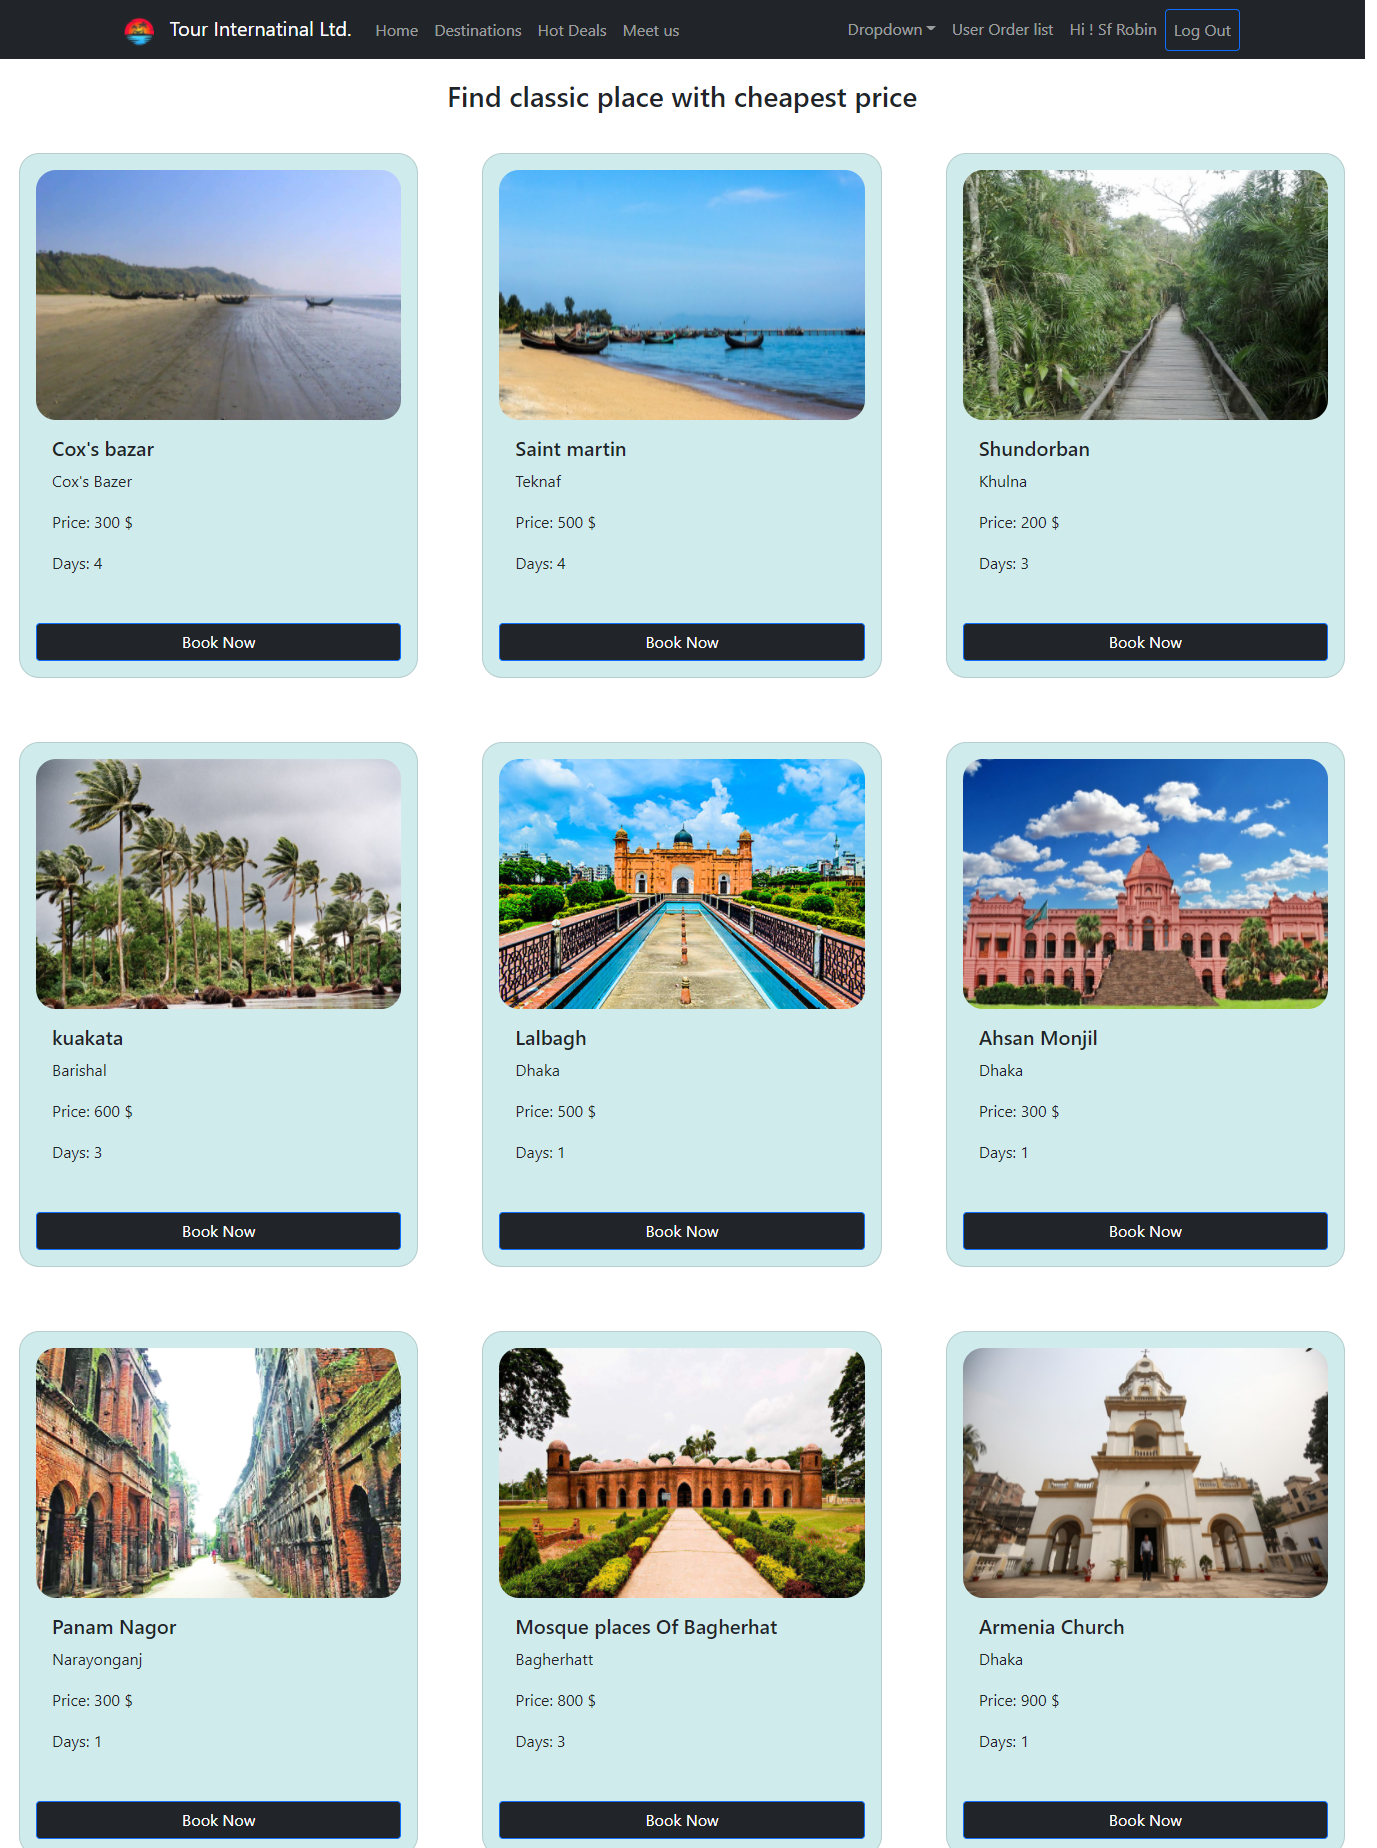 Tour Internatinal Ltd. Home Destinations Hot Deals Meet us Dropdown User Order list Hi ! Sf Robin Log Out
Find classic place with cheapest price
Cox's bazar
Cox's Bazer
Price: 300 $
Days: 4
Book Now
Saint martin
Teknaf
Price: 500 $
Days: 4
Book Now
Shundorban
Khulna
Price: 200 $
Days: 3
Book Now
kuakata
Barishal
Price: 600 $
Days: 3
Book Now
Lalbagh
Dhaka
Price: 500 $
Days: 1
Book Now
Ahsan Monjil
Dhaka
Price: 300 $
Days: 1
Book Now
Panam Nagor
Narayonganj
Price: 300 $
Days: 1
Book Now
Mosque places Of Bagherhat
Bagherhatt
Price: 800 $
Days: 3
Book Now
Armenia Church
Dhaka
Price: 900 $
Days: 1
Book Now